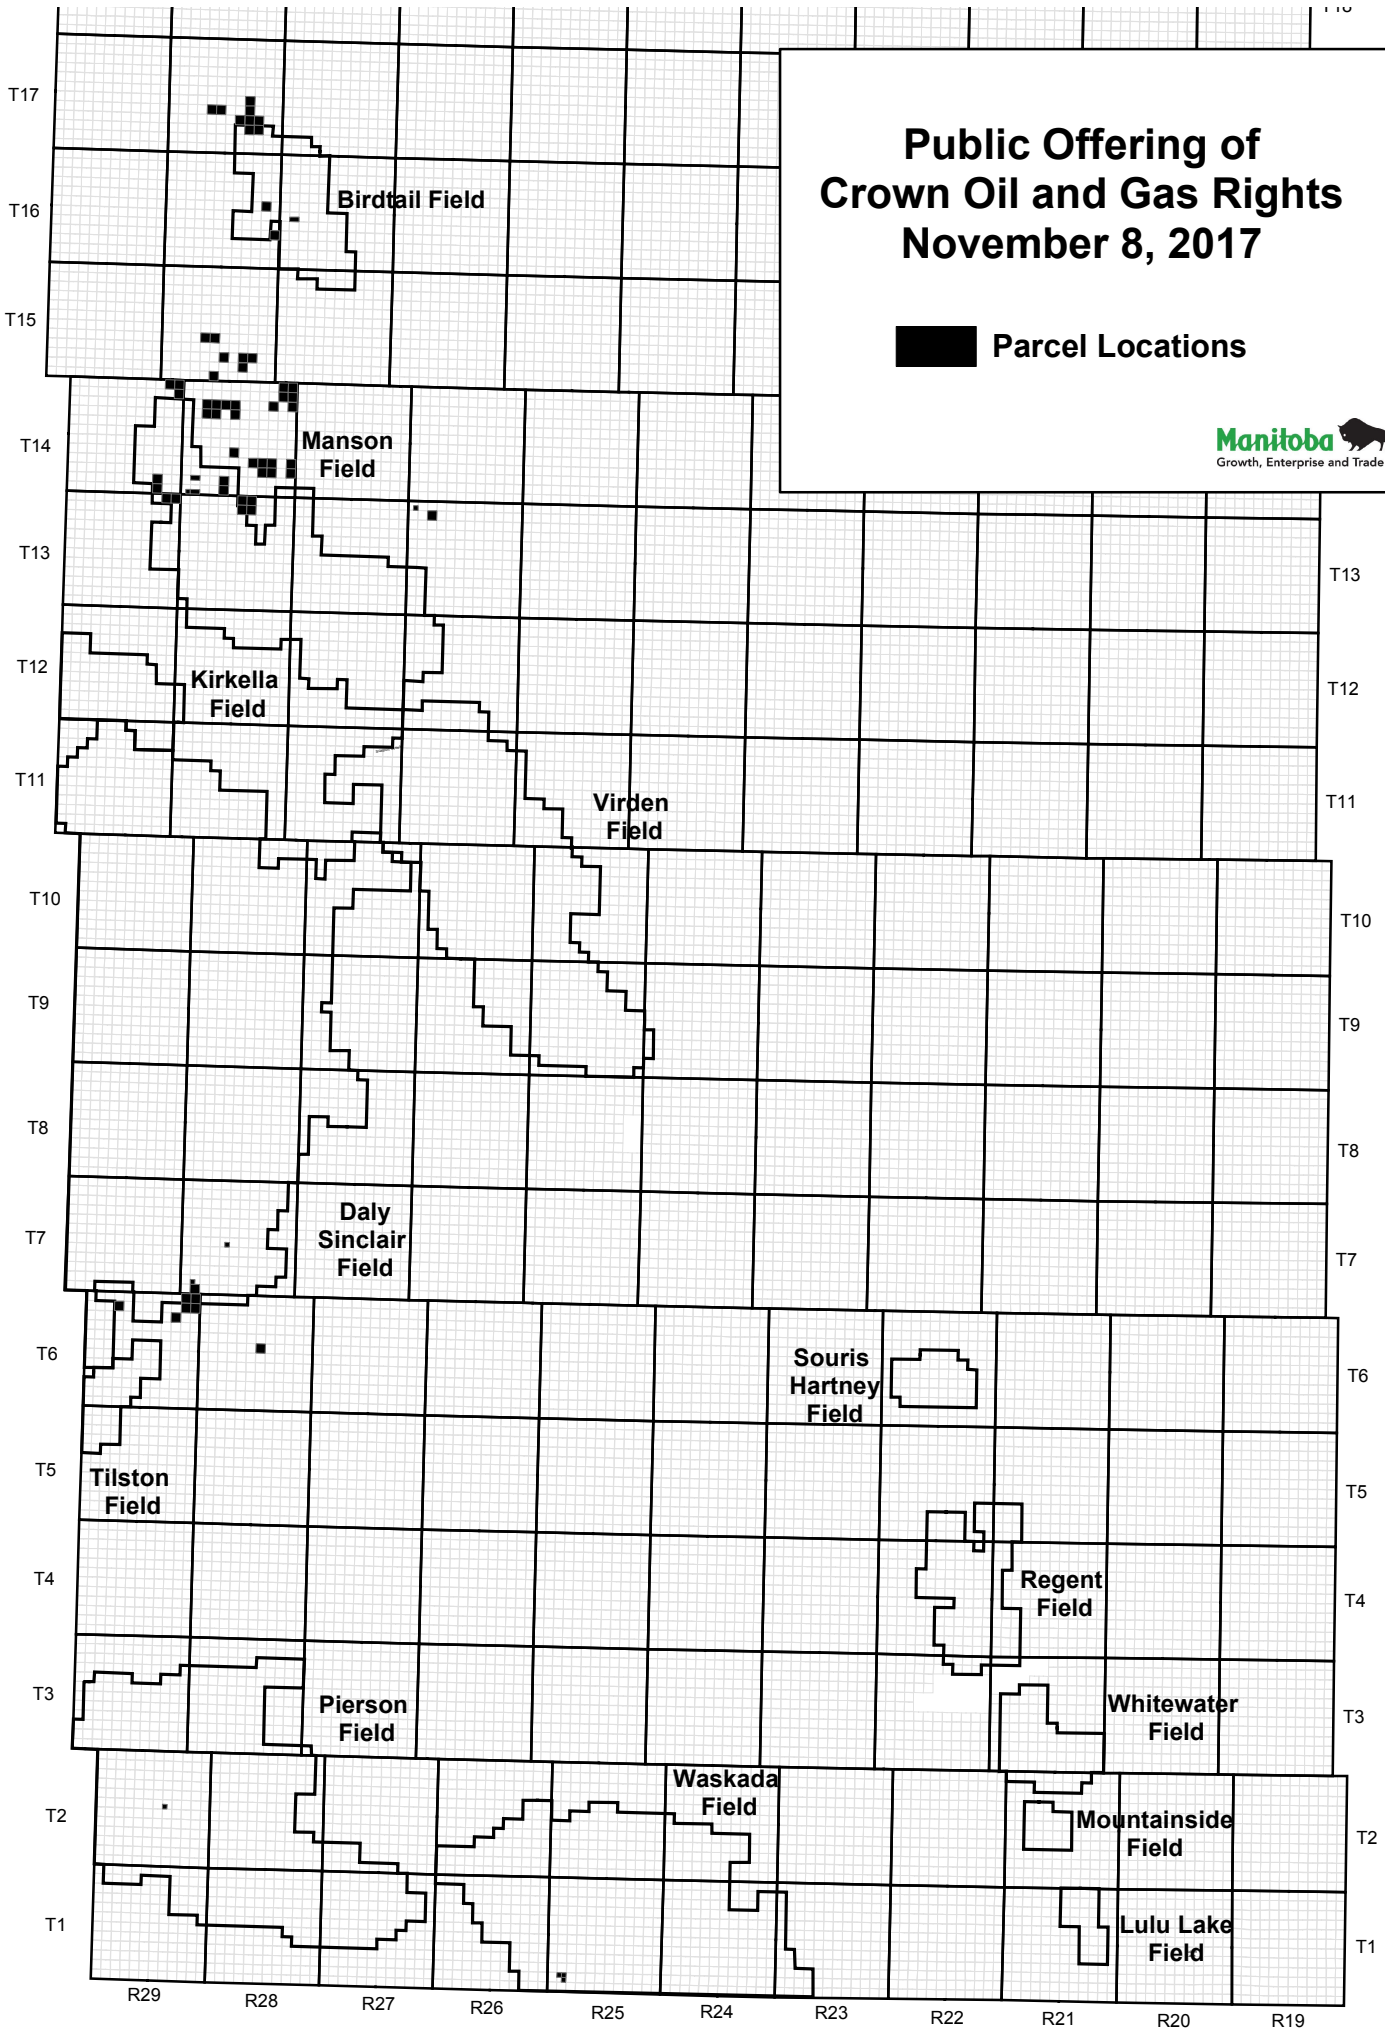 T17
Public Offering of
Crown Oil and Gas Rights
November 8, 2017
Parcel Locations
Manitoba
Growth, Enterprise and Trade
T16
Birdtail Field
T15
T14
Manson
Field
T13
T13
T12
Kirkella
Field
T12
T11
Virden
Field
T11
T10
T10
T9
T9
T8
T8
T7
Daly
Sinclair
Field
T7
T6
Souris
Hartney
Field
T6
T5
Tilston
Field
T5
T4
Regent
Field
T4
T3
Pierson
Field
Whitewater
Field
T3
T2
Waskada
Field
Mountainside
Field
T2
T1
Lulu Lake
Field
T1
R29
R28
R27
R26
R25
R24
R23
R22
R21
R20
R19